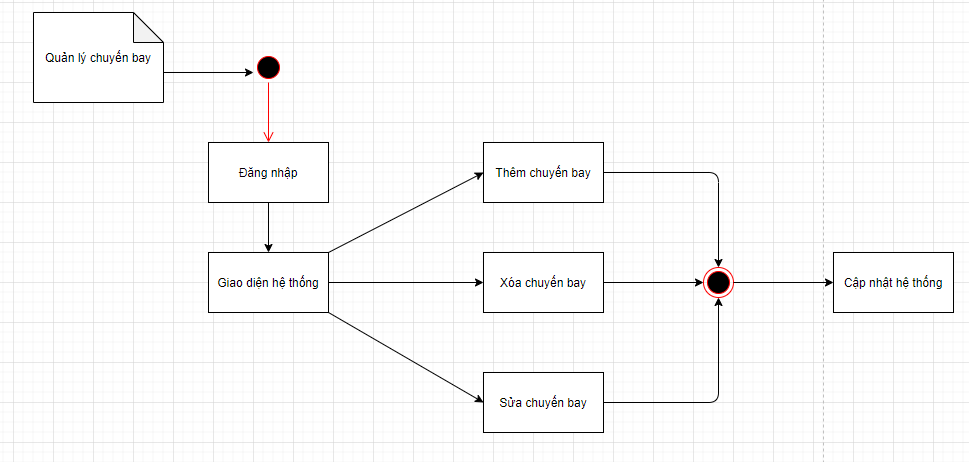 Quản lý chuyến bay
Đăng nhập
Thêm chuyến bay
Giao diện hệ thống
Xóa chuyến bay
Cập nhật hệ thống
Sửa chuyến bay